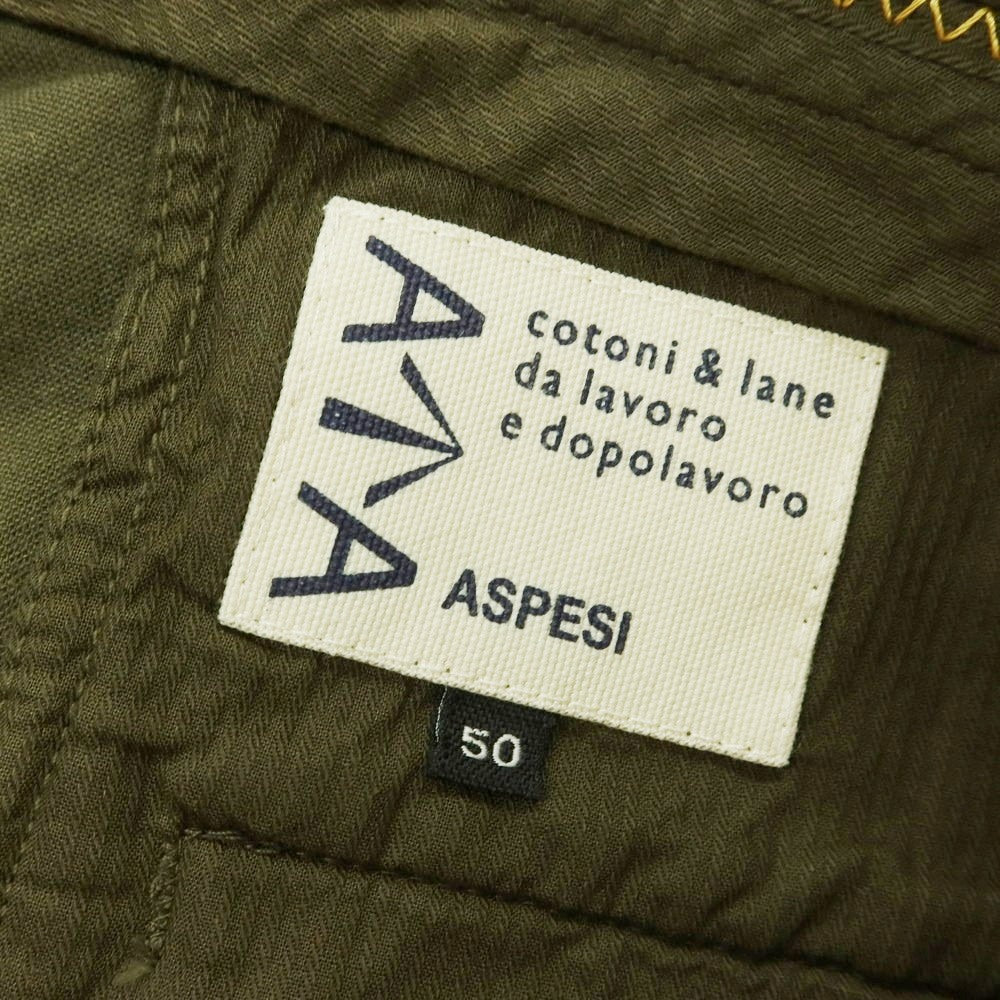 cotoni & lane
da lavoro
e dopolavoro
ASPESI
50